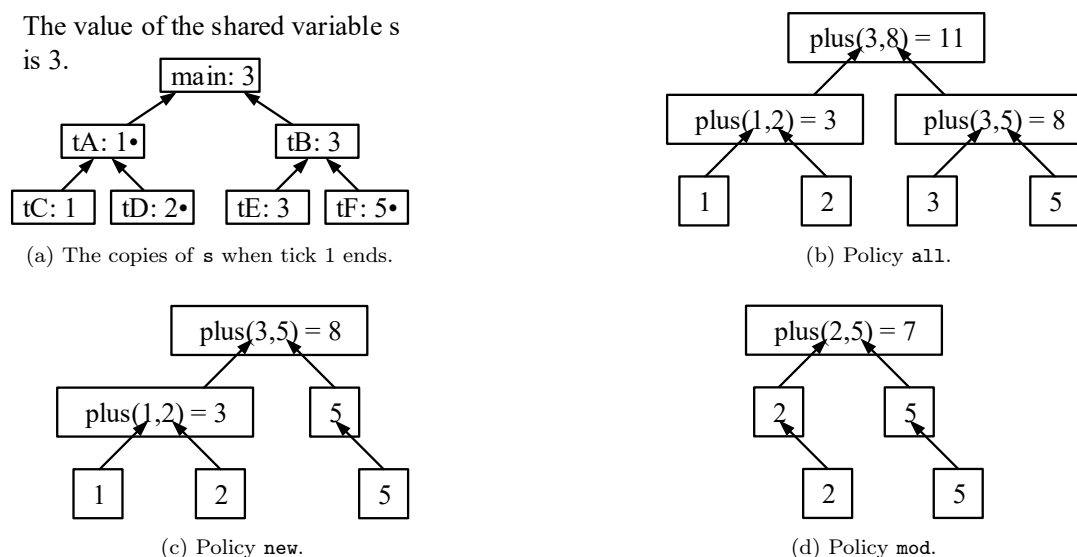 The value of the shared variable s
is 3.
main: 3
tA: 1•
tB: 3
tC: 1
tD: 2•
tE: 3
tF: 5•
(a) The copies of s when tick 1 ends.
plus(3,8) = 11
plus(1,2) = 3
plus(3,5) = 8
1
2
3
5
(b) Policy all.
plus(3,5) = 8
plus(1,2) = 3
5
1
2
5
(c) Policy new.
plus(2,5) = 7
2
5
2
5
(d) Policy mod.